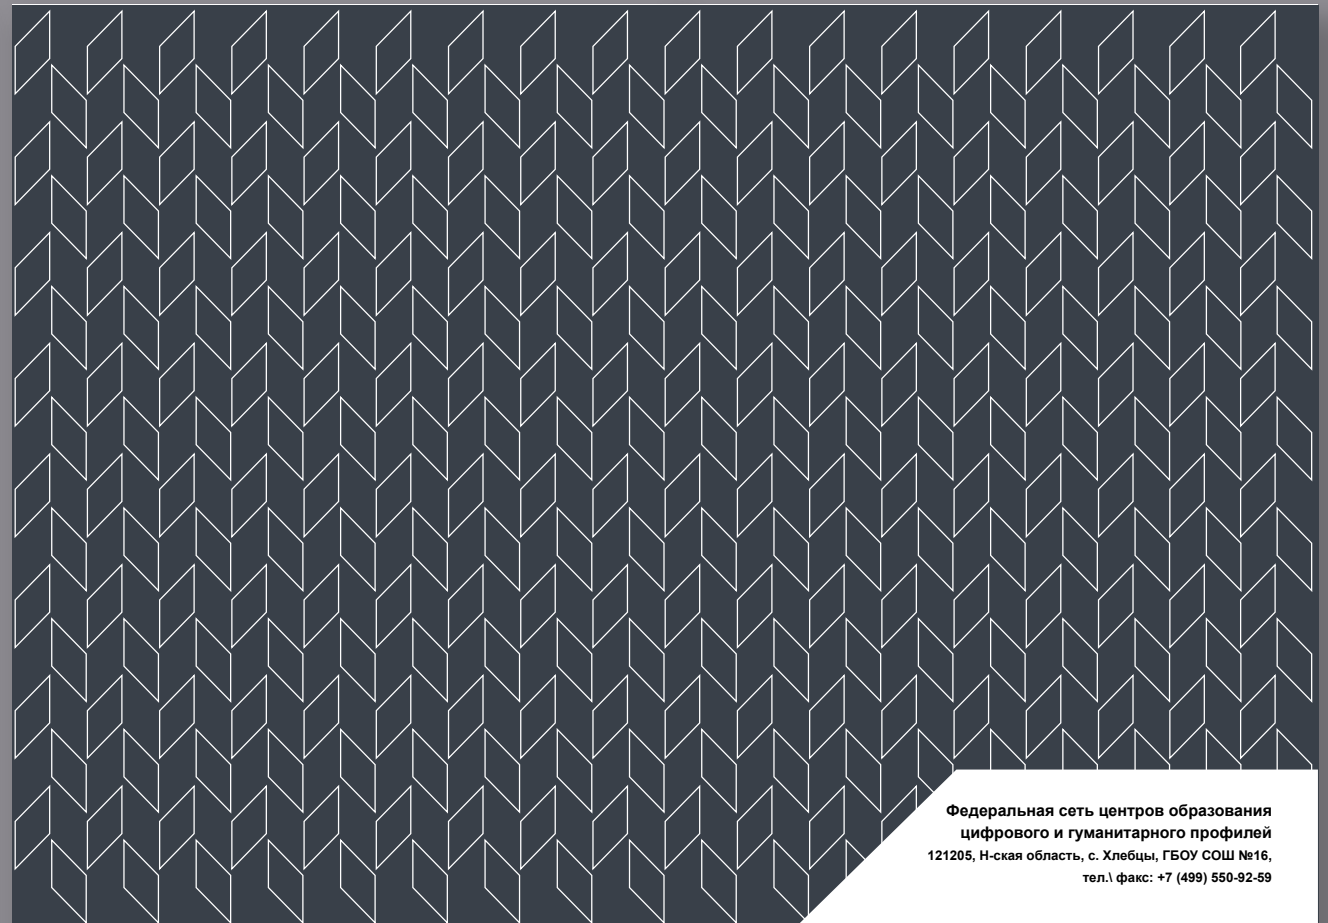 Федеральная сеть центров образования
цифрового и гуманитарного профилей
121205, Н-ская область, с. Хлебцы, ГБОУ СОШ №16,
тел.\ факс: +7 (499) 550-92-59